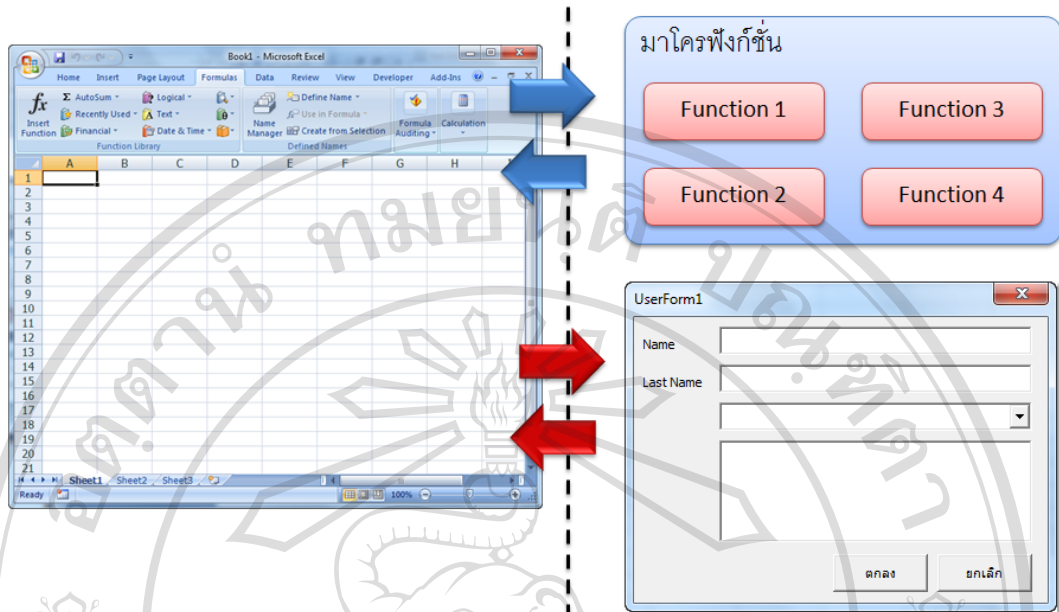 Book1 - Microsoft Excel
Home Insert Page Layout Formulas Data Review View Developer Add-Ins
fx Insert Function
Σ AutoSum
Recently Used
Financial
Logical
Text
Date & Time
Function Library
Name Manager
Define Name
Use in Formula
Create from Selection
Defined Names
Formula Auditing
Calculation
A B C D E F G H
1
2
3
4
5
6
7
8
9
10
11
12
13
14
15
16
17
18
19
20
21
Sheet1 Sheet2 Sheet3
Ready 100%
มาโครฟังก์ชั่น
Function 1 Function 3
Function 2 Function 4
UserForm1
Name
Last Name
ตกลง ยกเลิก